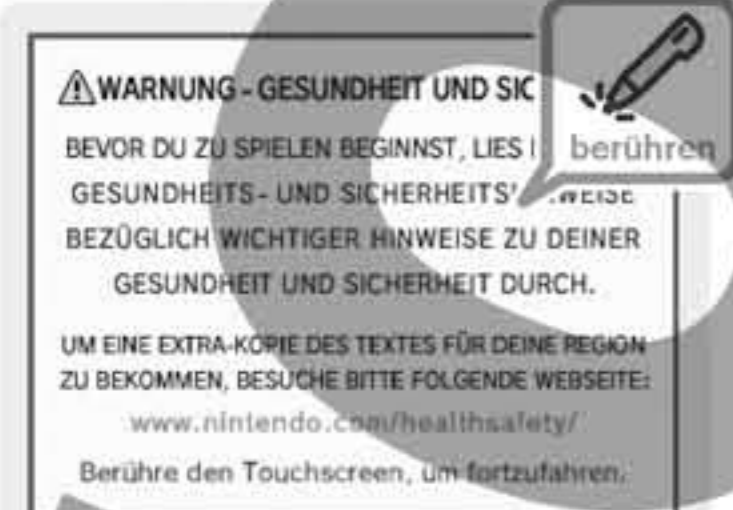 ⚠WARNUNG - GESUNDHEIT UND
BEVOR DU ZU SPIELEN BEGINNST, LIES
berühren
GESUNDHEITS- UND
BEZÜGLICH WICHTIGER HINWEISE ZU DEINER
GESUNDHEIT UND SICHERHEIT DURCH.
UM EINE EXTRA-KOPIE DES TEXTES FÜR DEINE REGION
ZU BEKOMMEN, BESUCHE BITTE FOLGENDE WEBSEITE:
www.nintendo.com/healthsafety/
Berühre den Touchscreen, um fortzufahren.